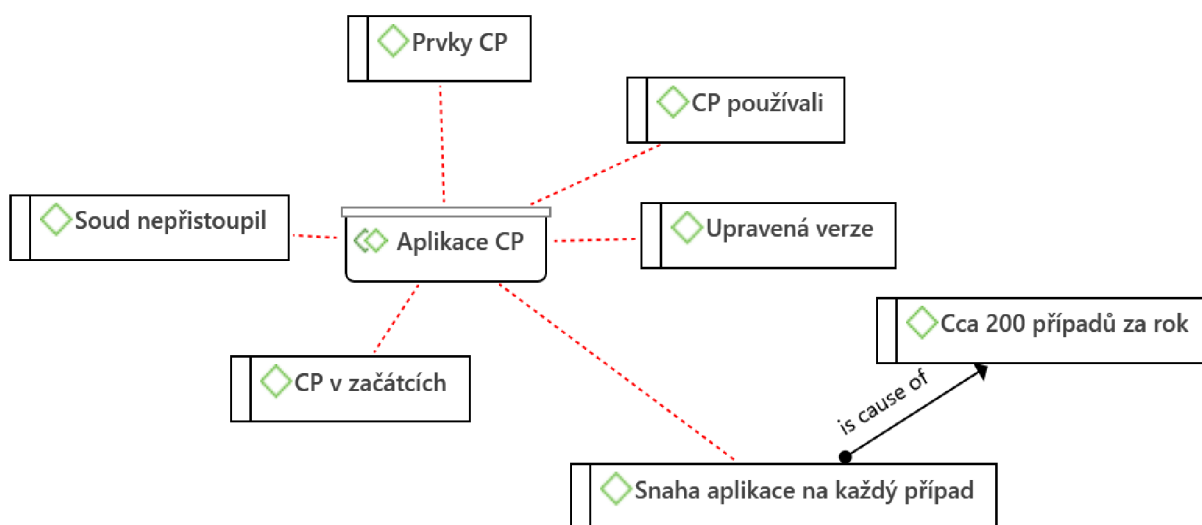 Prvky CP
CP používali
Soud nepřistoupil
Aplikace CP
Upravená verze
Cca 200 případů za rok
CP v začátcích
is cause of
Snaha aplikace na každý případ